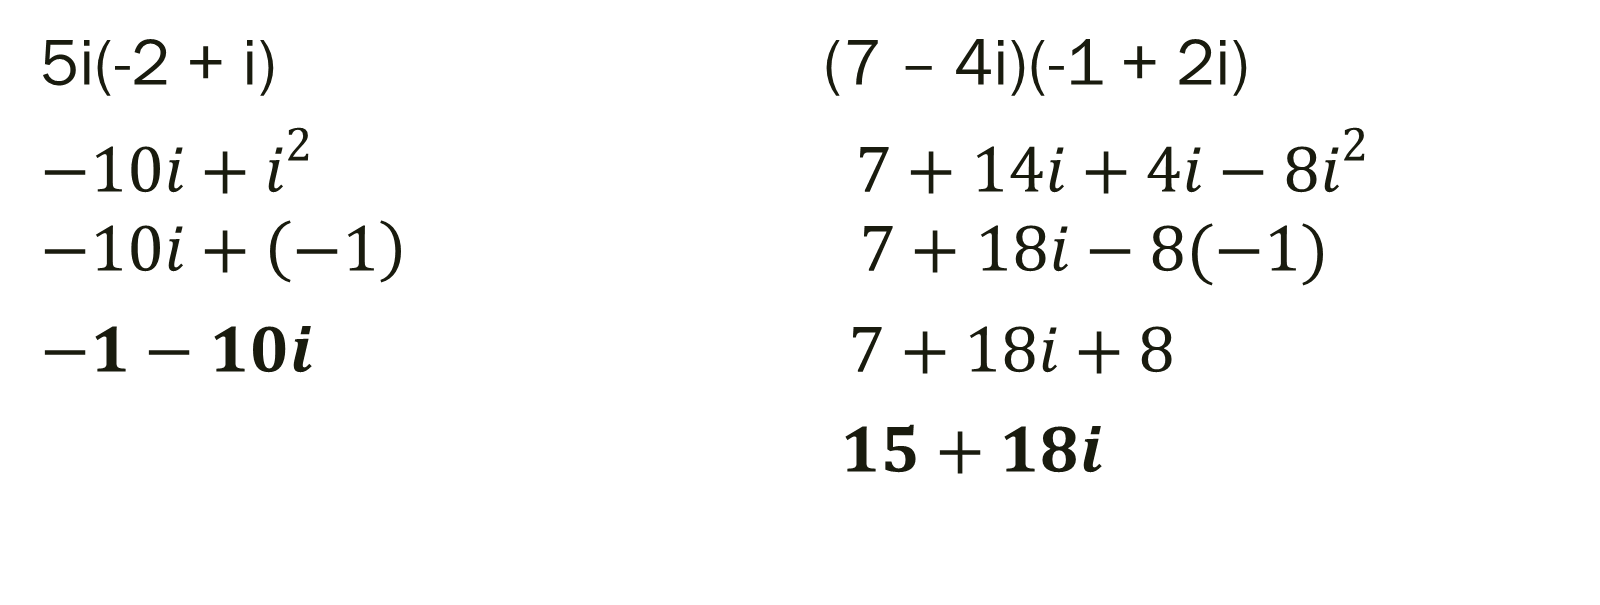 5i(-2 + i)
−10i + i²
−10i + (−1)
−1 − 10i
(7 – 4i)(-1 + 2i)
7 + 14i + 4i − 8i²
7 + 18i − 8(−1)
7 + 18i + 8
15 + 18i